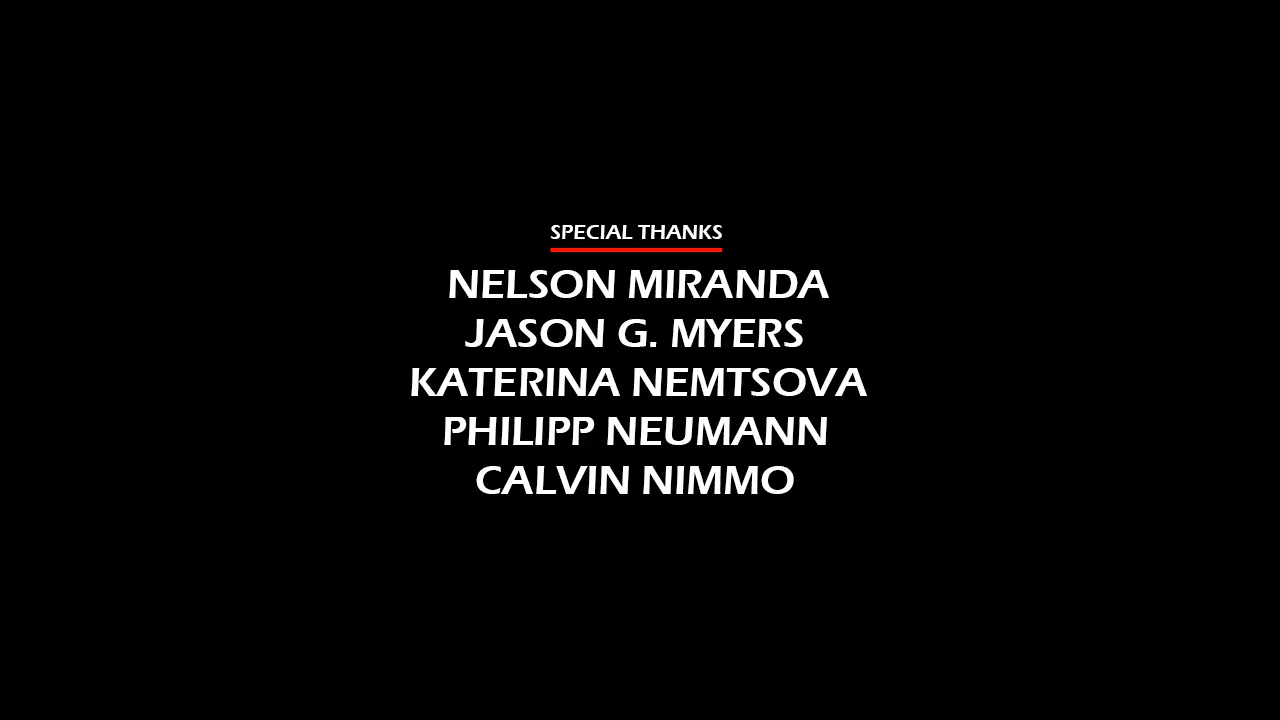 SPECIAL THANKS
NELSON MIRANDA
JASON G. MYERS
KATERINA NEMTSOVA
PHILIPP NEUMANN
CALVIN NIMMO